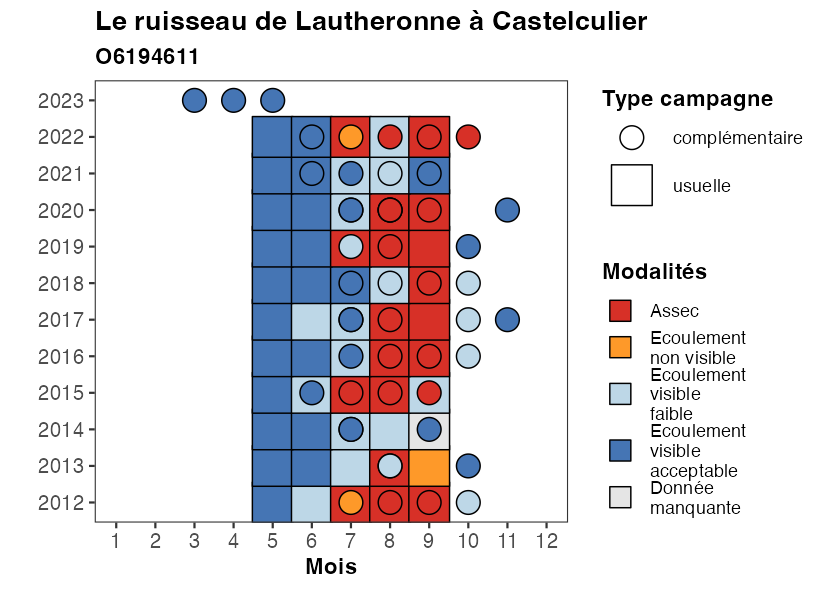 Le ruisseau de Lautheronne à Castelculier
O6194611
2023
2022
2021
2020
2019
2018
2017
2016
2015
2014
2013
2012
1 2 3 4 5 6 7 8 9 10 11 12
Mois
Type campagne
complémentaire
usuelle
Modalités
Assec
Ecoulement
non visible
Ecoulement
visible
faible
Ecoulement
visible
acceptable
Donnée
manquante